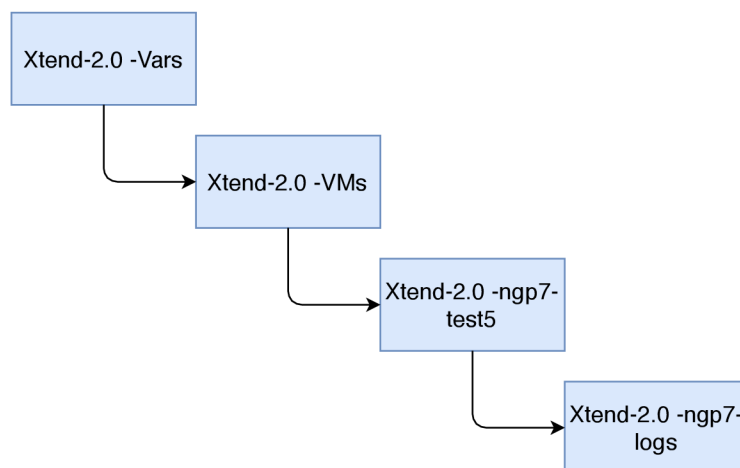 Xtend-2.0 -Vars
Xtend-2.0 -VMs
Xtend-2.0 -ngp7-
test5
Xtend-2.0 -ngp7-
logs